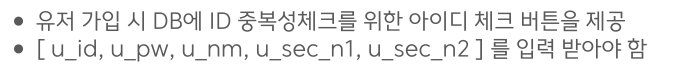 • 유저 가입 시 DB에 ID 중복성체크를 위한 아이디 체크 버튼을 제공
• [ u_id, u_pw, u_nm, u_sec_n1, u_sec_n2 ] 를 입력 받아야 함